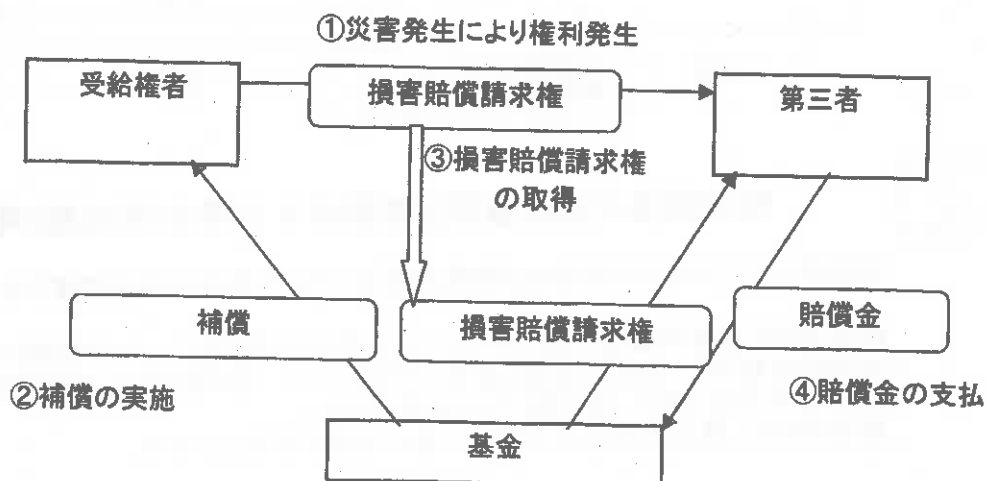 ①災害発生により権利発生
受給権者
損害賠償請求権
第三者
③損害賠償請求権
の取得
補償
損害賠償請求権
賠償金
②補償の実施
④賠償金の支払
基金